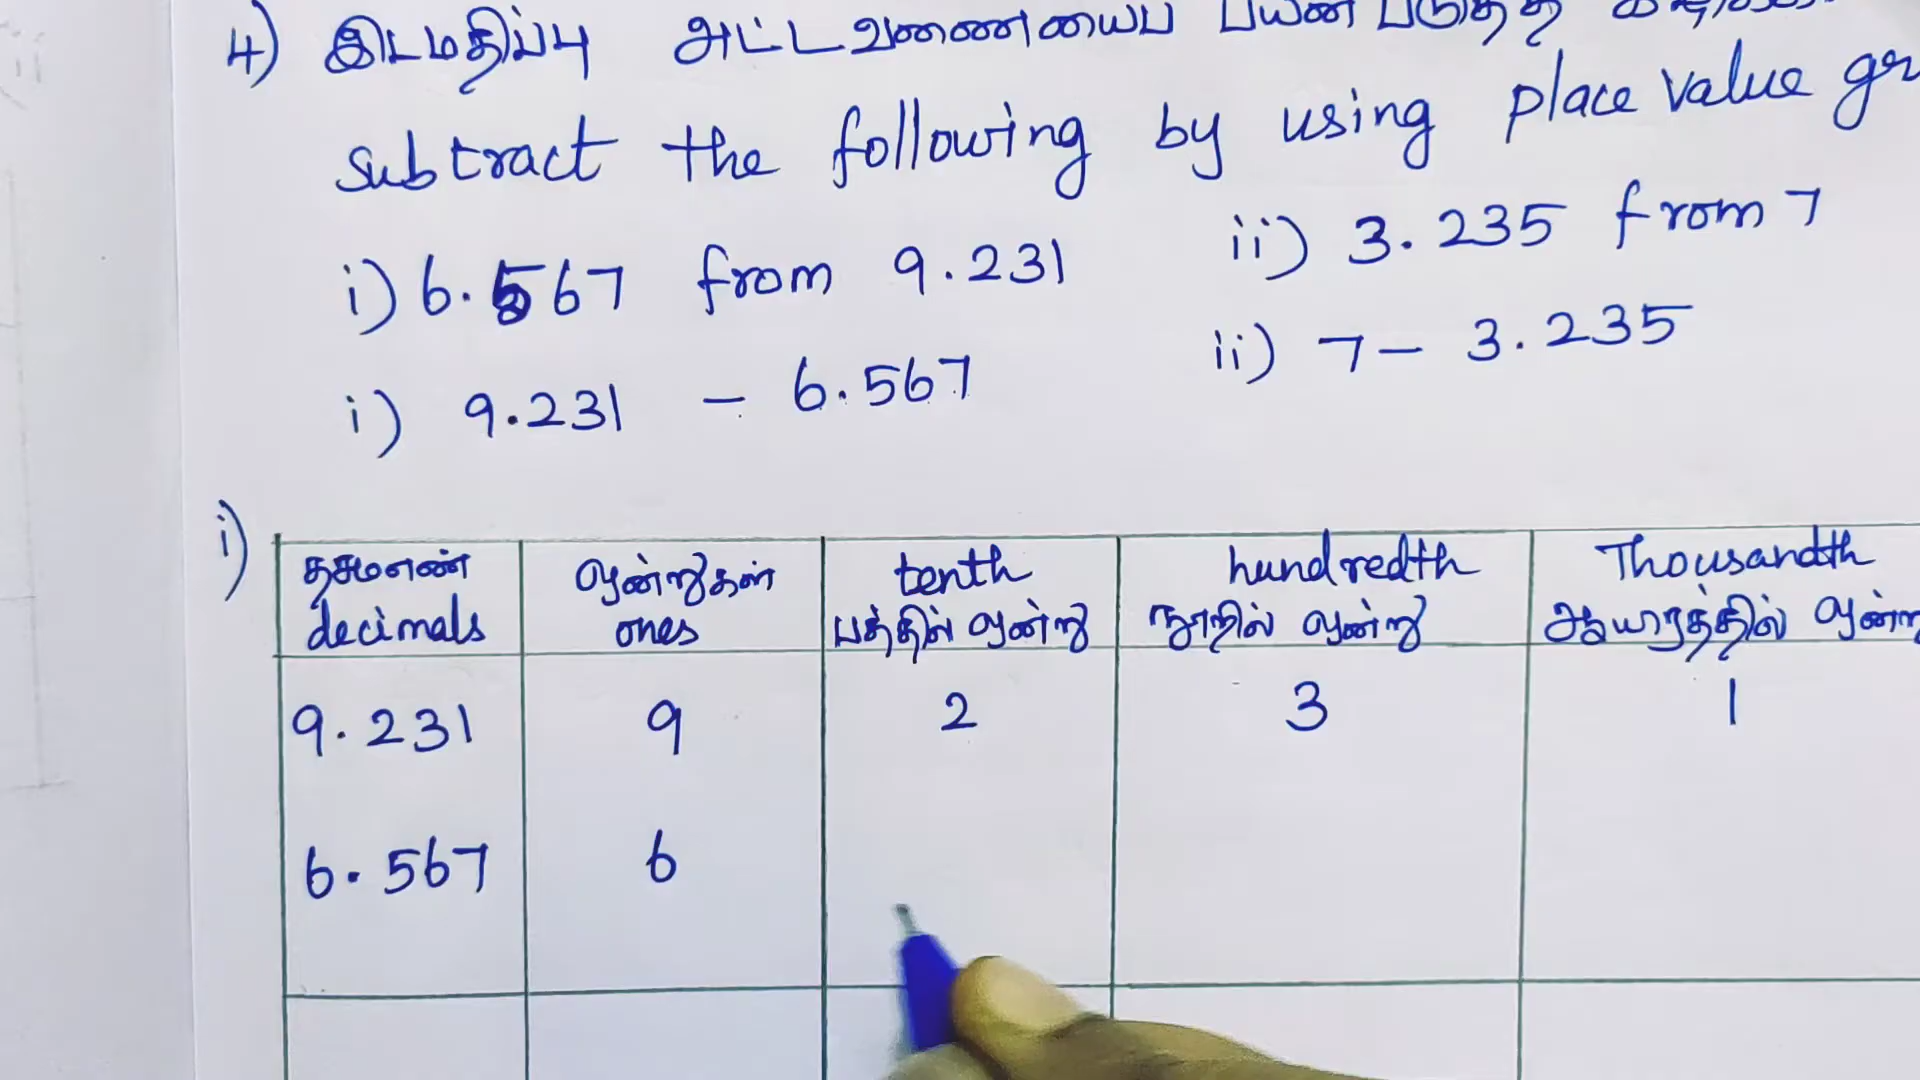 4) இடமதிப்பு அட்டவணையைப் பயன்படுத்தி
subtract the following by using place value
i) 6.567 from 9.231 ii) 3.235 from 7
i) 9.231 - 6.567 ii) 7 - 3.235
i)
தசமஎண் ஒன்றுகள் tenth hundredth Thousandth
decimals ones பத்தில் ஒன்று நூறில் ஒன்று ஆயிரத்தில்
9.231 9 2 3 1
6.567 6